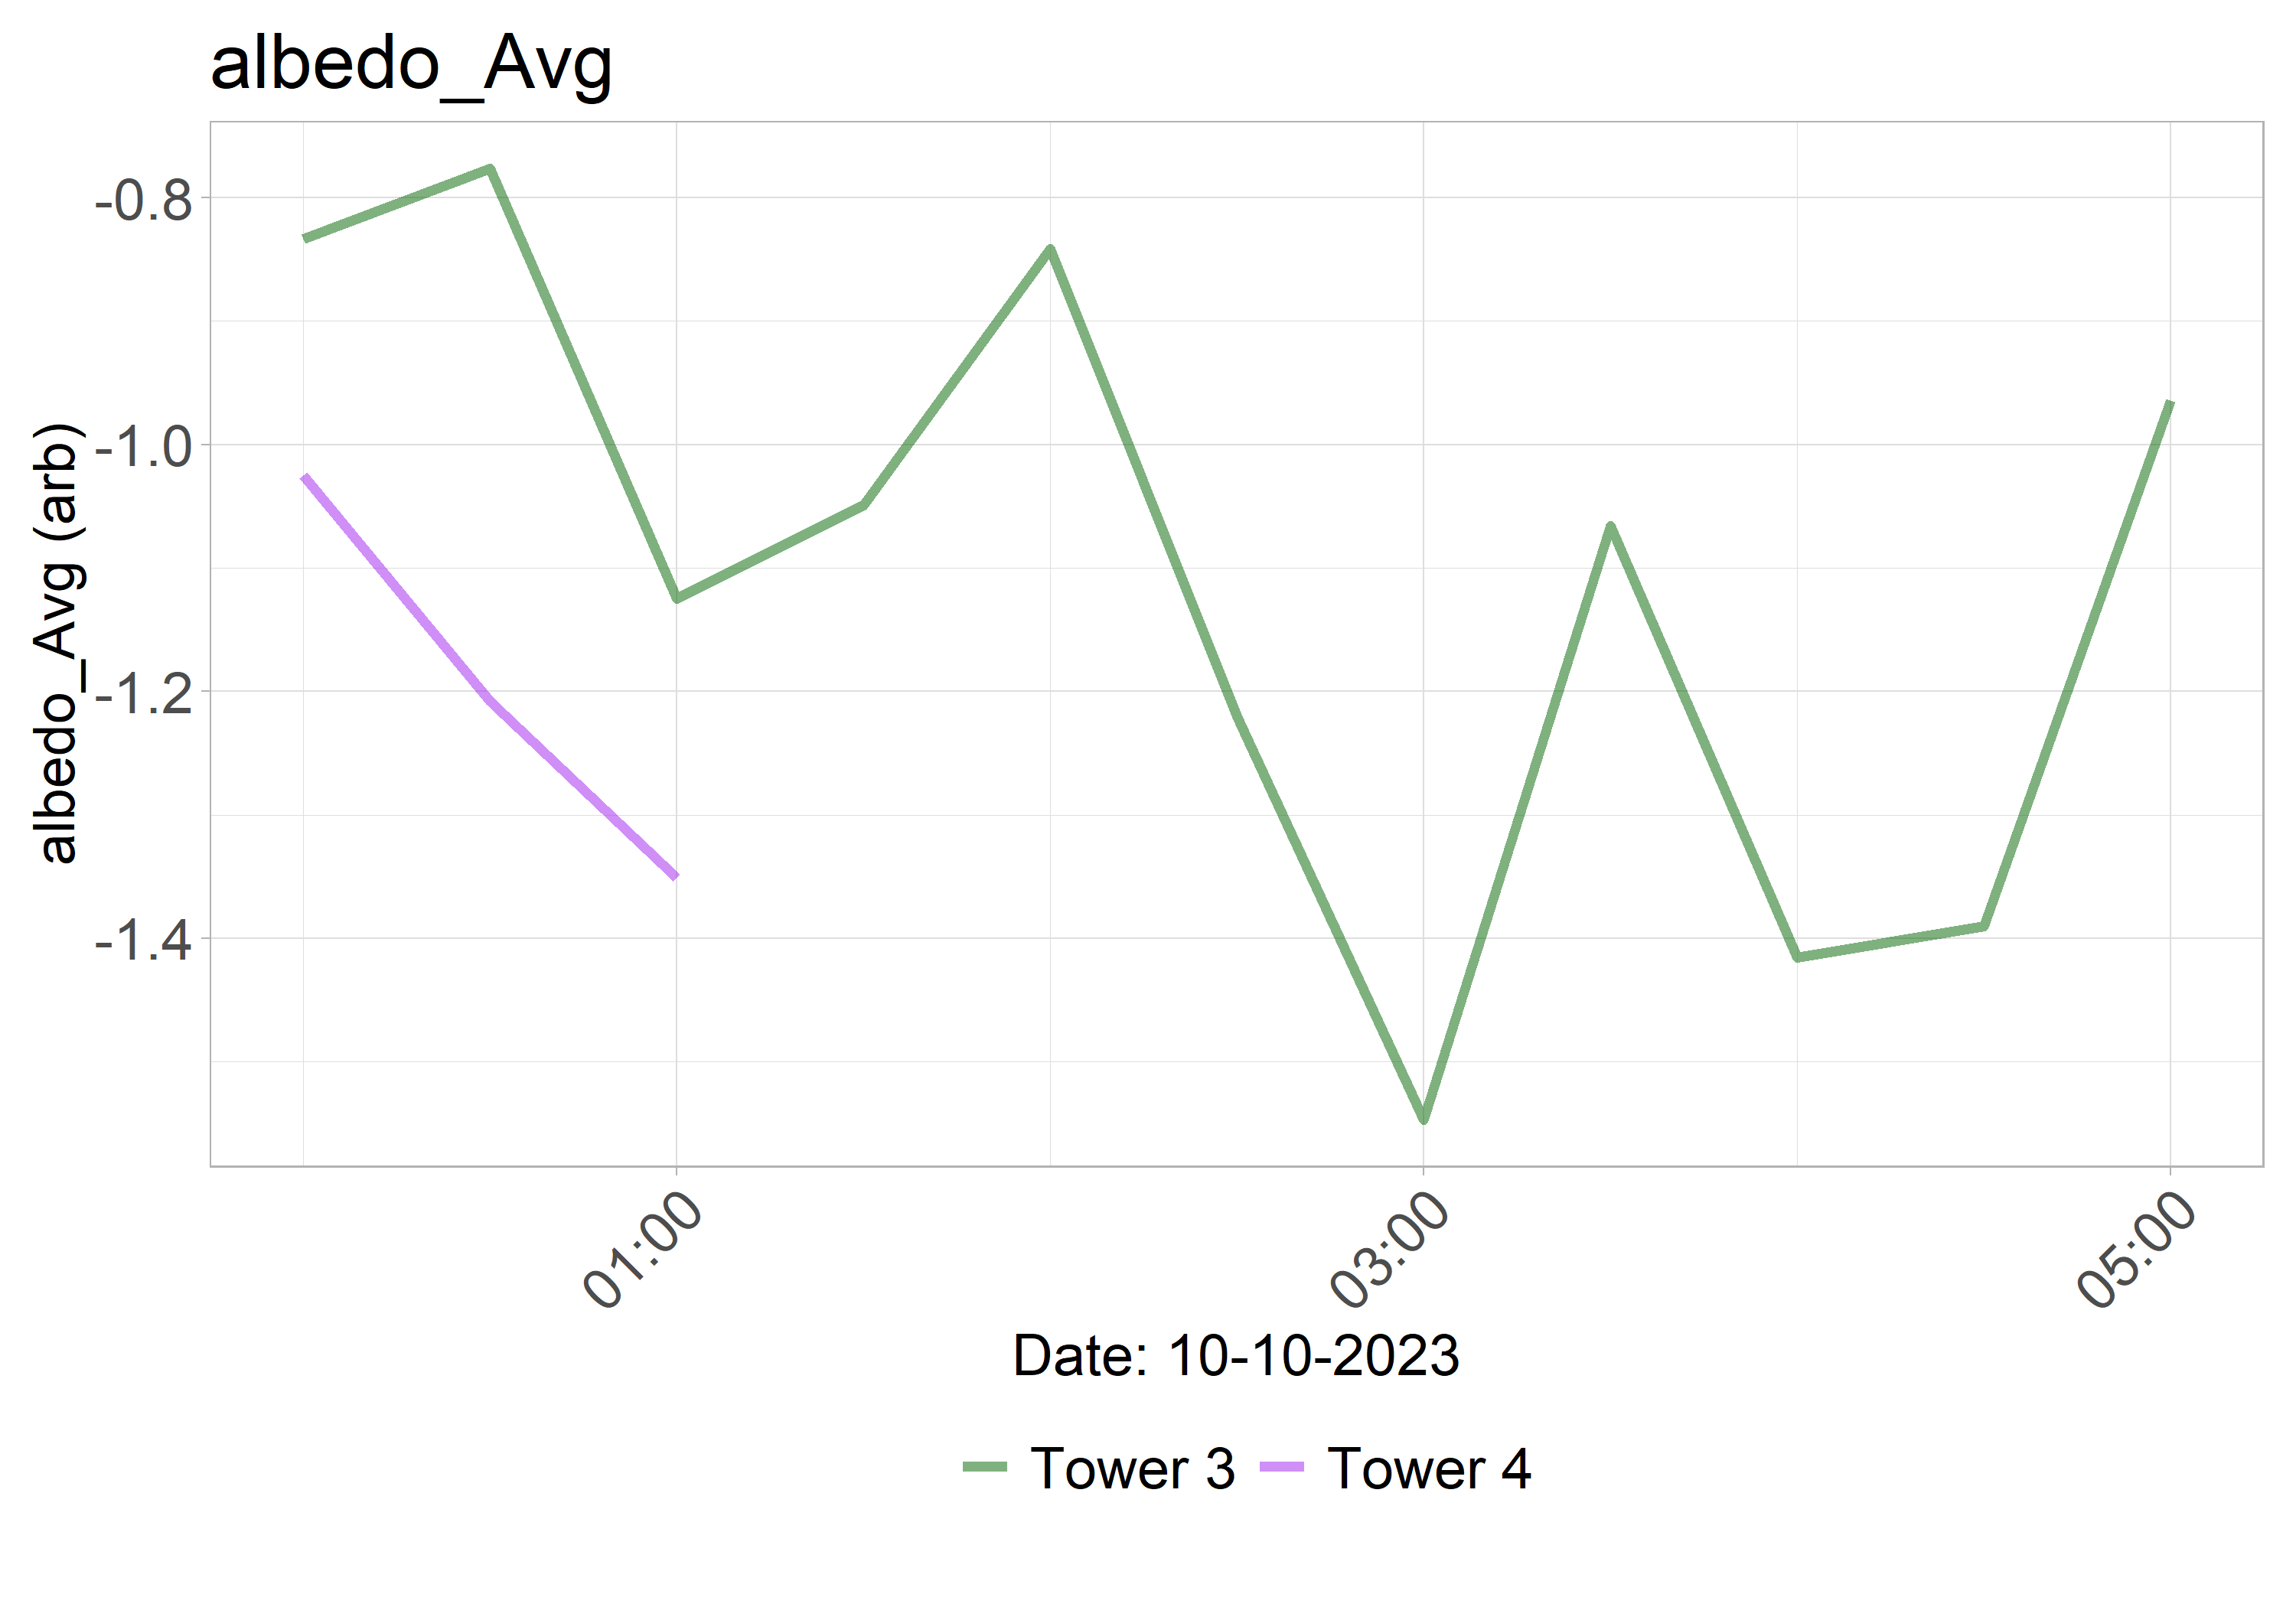 albedo_Avg
albedo_Avg (arb)
-0.8
-1.0
-1.2
-1.4
01:00
03:00
05:00
Date: 10-10-2023
Tower 3
Tower 4